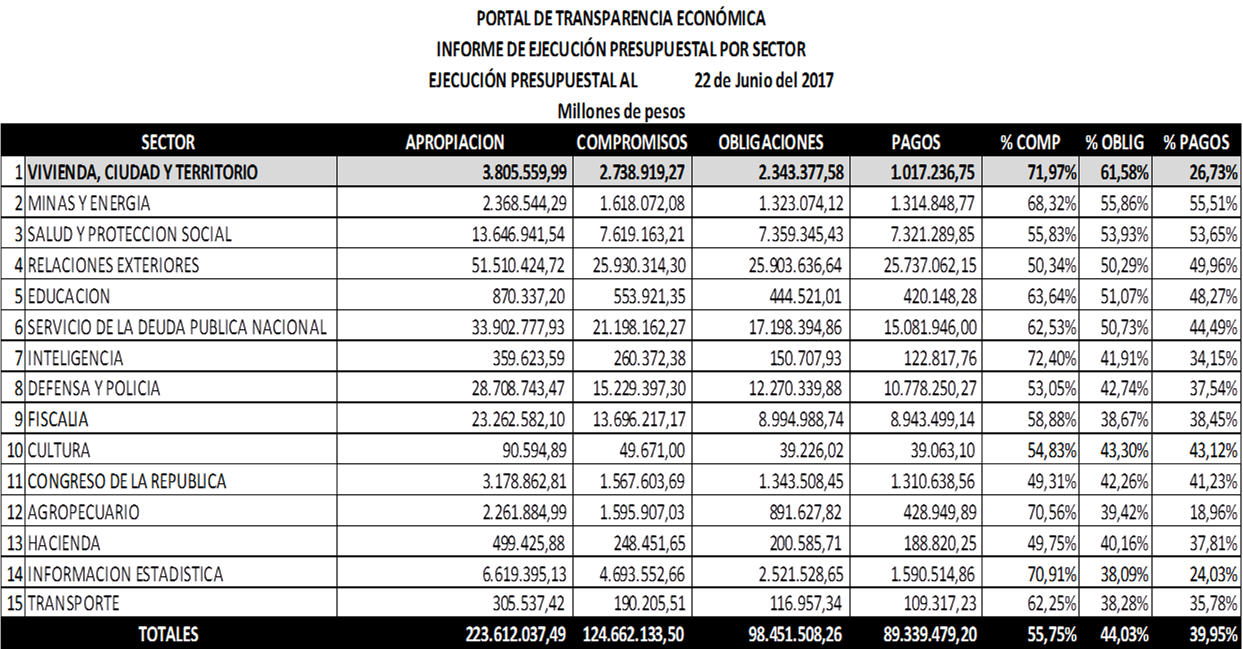 PORTAL DE TRANSPARENCIA ECONÓMICA
INFORME DE EJECUCIÓN PRESUPUESTAL POR SECTOR
EJECUCIÓN PRESUPUESTAL AL 22 de Junio del 2017
Millones de pesos
SECTOR APROPIACION COMPROMISOS OBLIGACIONES PAGOS % COMP % OBLIG % PAGOS
1 VIVIENDA, CIUDAD Y TERRITORIO 3.805.559,99 2.738.919,27 2.343.377,58 1.017.236,75 71,97% 61,58% 26,73%
2 MINAS Y ENERGIA 2.368.544,29 1.618.072,08 1.323.074,12 1.314.848,77 68,32% 55,86% 55,51%
3 SALUD Y PROTECCION SOCIAL 13.646.941,54 7.619.163,21 7.359.345,43 7.321.289,85 55,83% 53,93% 53,65%
4 RELACIONES EXTERIORES 51.510.424,72 25.930.314,30 25.903.636,64 25.737.062,15 50,34% 50,29% 49,96%
5 EDUCACION 870.337,20 553.921,35 444.521,01 420.148,28 63,64% 51,07% 48,27%
6 SERVICIO DE LA DEUDA PUBLICA NACIONAL 33.902.777,93 21.198.162,27 17.198.394,86 15.081.946,00 62,53% 50,73% 44,49%
7 INTELIGENCIA 359.623,59 260.372,38 150.707,93 122.817,76 72,40% 41,91% 34,15%
8 DEFENSA Y POLICIA 28.708.743,47 15.229.397,30 12.270.339,88 10.778.250,27 53,05% 42,74% 37,54%
9 FISCALIA 23.262.582,10 13.696.217,17 8.994.988,74 8.943.499,14 58,88% 38,67% 38,45%
10 CULTURA 90.594,89 49.671,00 39.226,02 39.063,10 54,83% 43,30% 43,12%
11 CONGRESO DE LA REPUBLICA 3.178.862,81 1.567.603,69 1.343.508,45 1.310.638,56 49,31% 42,26% 41,23%
12 AGROPECUARIO 2.261.884,99 1.595.907,03 891.627,82 428.949,89 70,56% 39,42% 18,96%
13 HACIENDA 499.425,88 248.451,65 200.585,71 188.820,25 49,75% 40,16% 37,81%
14 INFORMACION ESTADISTICA 6.619.395,13 4.693.552,66 2.521.528,65 1.590.514,86 70,91% 38,09% 24,03%
15 TRANSPORTE 305.537,42 190.205,51 116.957,34 109.317,23 62,25% 38,28% 35,78%
TOTALES 223.612.037,49 124.662.133,50 98.451.508,26 89.339.479,20 55,75% 44,03% 39,95%